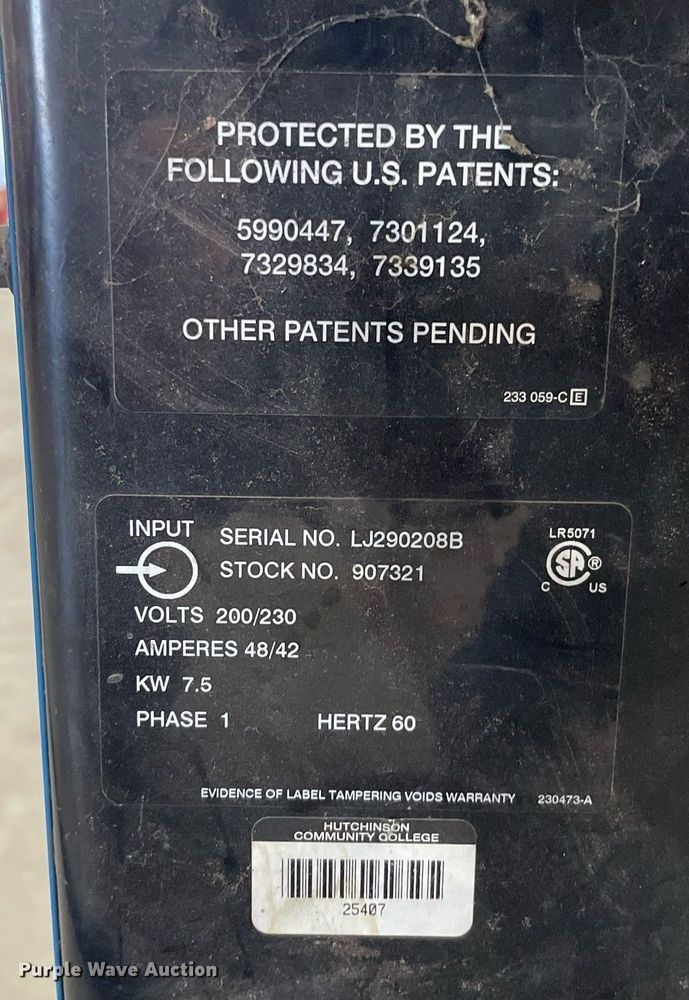 PROTECTED BY THE
FOLLOWING U.S. PATENTS:
5990447, 7301124,
7329834, 7339135
OTHER PATENTS PENDING
233 059-C E
INPUT
SERIAL NO. LJ290208B
STOCK NO. 907321
LR5071
SA ®
C US
VOLTS 200/230
AMPERES 48/42
KW 7.5
PHASE 1 HERTZ 60
EVIDENCE OF LABEL TAMPERING VOIDS WARRANTY 230473-A
HUTCHINSON
COMMUNITY COLLEGE
25407
Purple Wave Auction